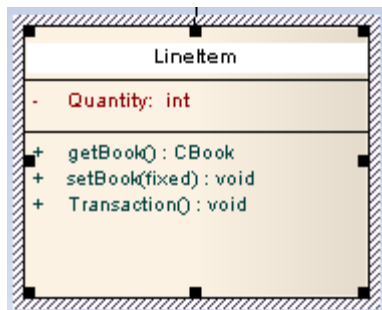 LineItem
- Quantity: int
+ getBook() : CBook
+ setBook(fixed) : void
+ Transaction() : void